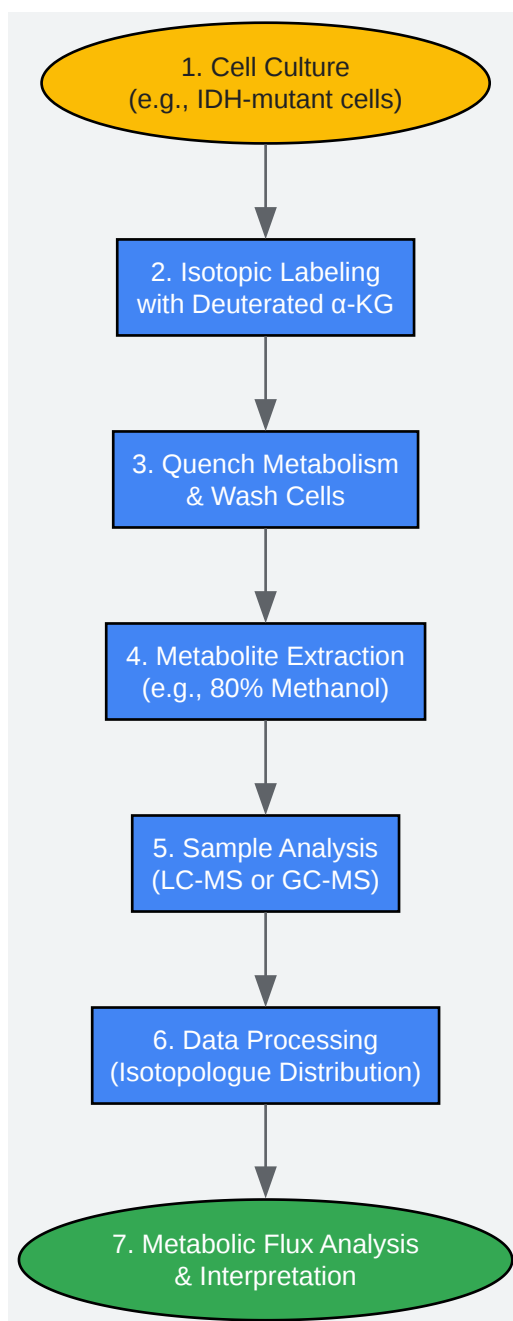 1. Cell Culture
(e.g., IDH-mutant cells)
2. Isotopic Labeling
with Deuterated α-KG
3. Quench Metabolism
& Wash Cells
4. Metabolite Extraction
(e.g., 80% Methanol)
5. Sample Analysis
(LC-MS or GC-MS)
6. Data Processing
(Isotopologue Distribution)
7. Metabolic Flux Analysis
& Interpretation